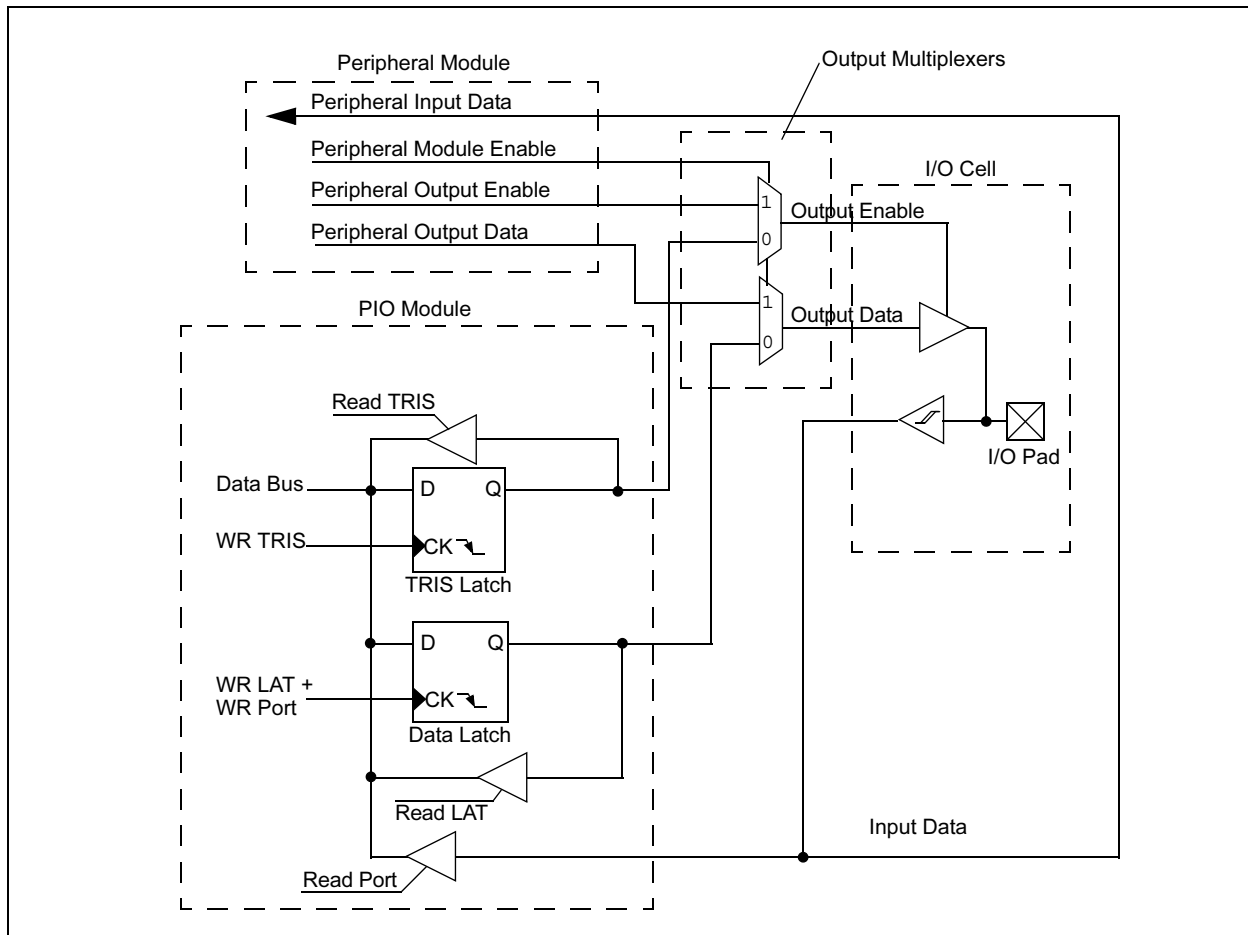 Output Multiplexers
Peripheral Module
Peripheral Input Data
Peripheral Module Enable
Peripheral Output Enable
Peripheral Output Data
I/O Cell
1
0
Output Enable
1
0
Output Data
I/O Pad
PIO Module
Read TRIS
Data Bus
D
Q
WR TRIS
CK
TRIS Latch
D
Q
WR LAT +
WR Port
CK
Data Latch
Read LAT
Input Data
Read Port